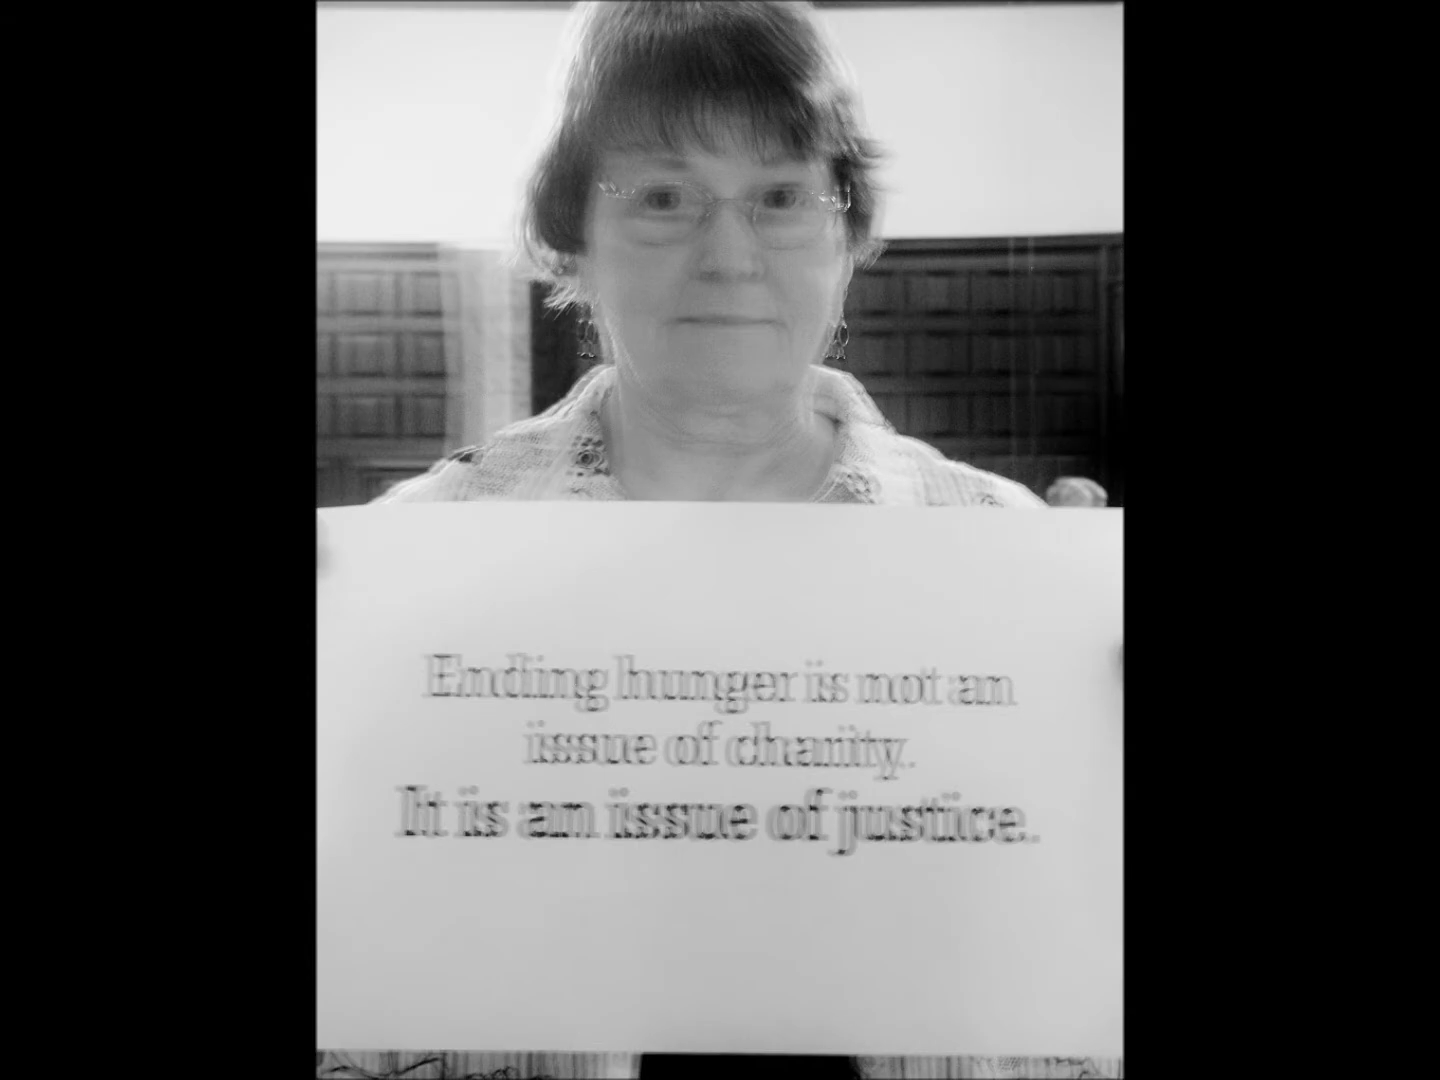 Ending hunger is not an
issue of charity.
It is an issue of justice.